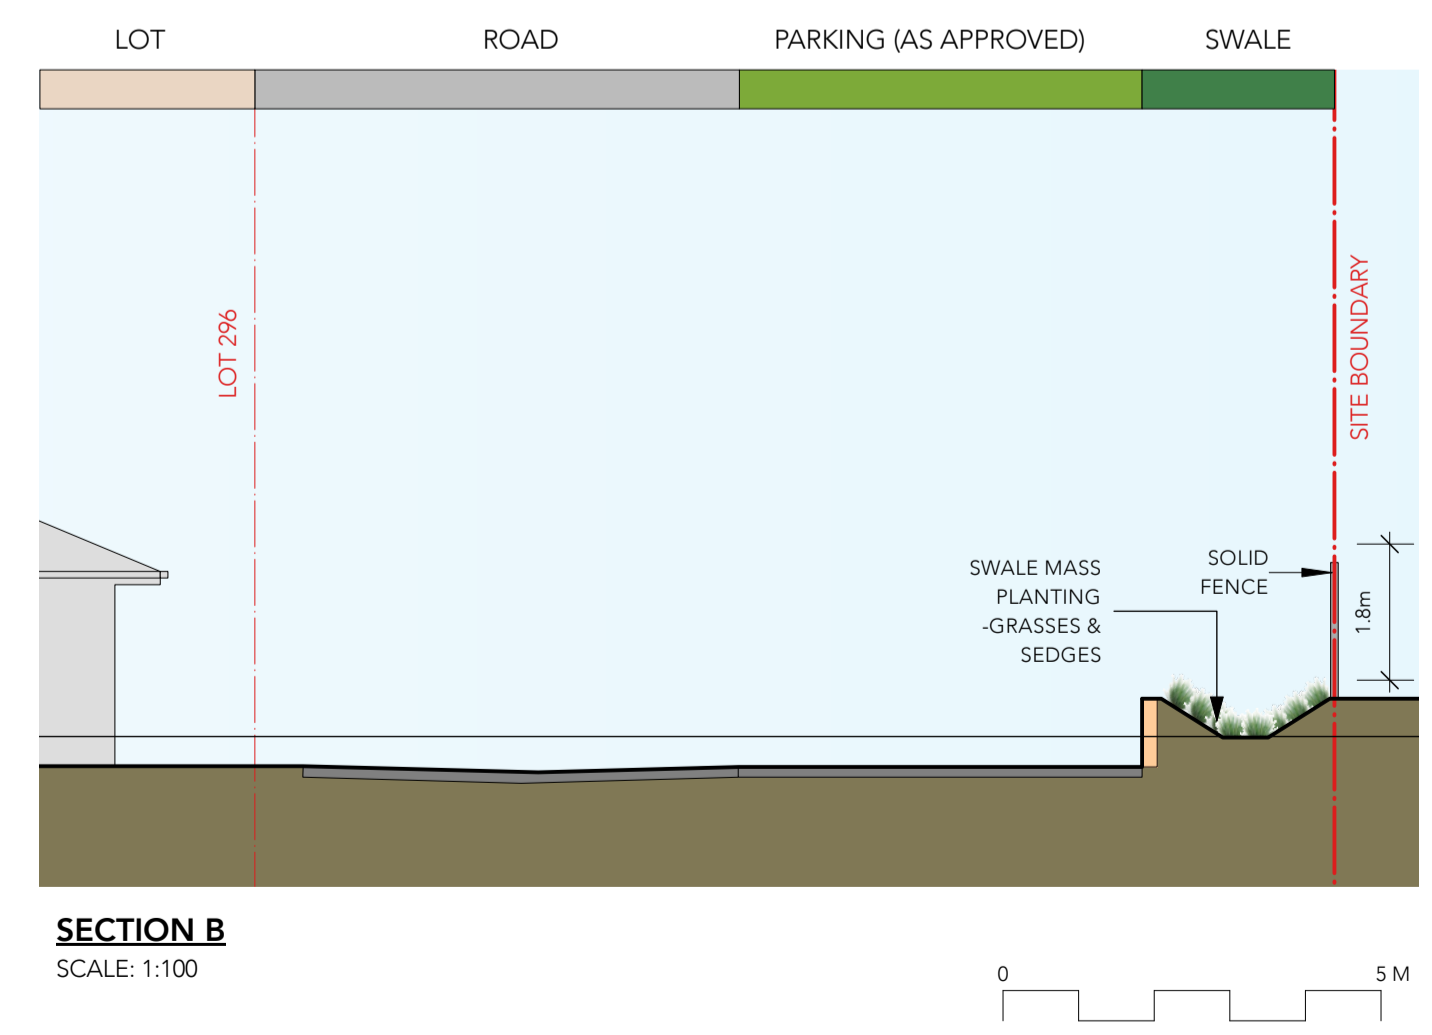 LOT
ROAD
PARKING (AS APPROVED)
SWALE
LOT 296
SITE BOUNDARY
SWALE MASS
PLANTING
-GRASSES &
SEDGES
SOLID
FENCE
1.8m
SECTION B
SCALE: 1:100
0
5 M